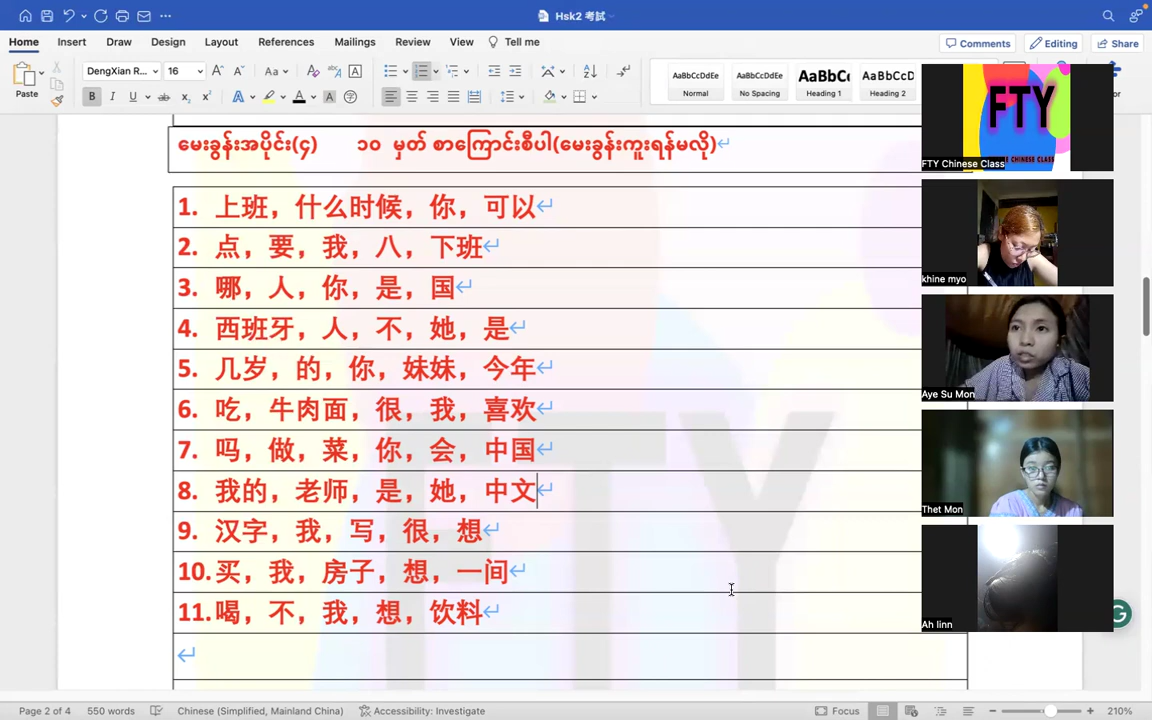 Hsk2 考試
Home Insert Draw Design Layout References Mailings Review View Tell me Comments Editing Share
Paste DengXian R... 16 Aa A A
B I U ab x₂ x² A A A
AaBbCcDdEe AaBbCcDdEe AaBbCc AaBbCcD
Normal No Spacing Heading 1 Heading 2
FTY
CHINESE CLASS
FTY Chinese Class
မေးခွန်းအပိုင်း(၄) ၁၀ မှတ် စာကြောင်းစီပါ(မေးခွန်းကူးရန်မလို)
1. 上班，什么时候，你，可以
2. 点，要，我，八，下班
3. 哪，人，你，是，国
4. 西班牙，人，不，她，是
5. 几岁，的，你，妹妹，今年
6. 吃，牛肉面，很，我，喜欢
7. 吗，做，菜，你，会，中国
8. 我的，老师，是，她，中文
9. 汉字，我，写，很，想
10. 买，我，房子，想，一间
11. 喝，不，我，想，饮料
FTY
khine myo
Aye Su Mon
Thet Mon
Ah linn
Page 2 of 4 550 words Chinese (Simplified, Mainland China) Accessibility: Investigate Focus 210%